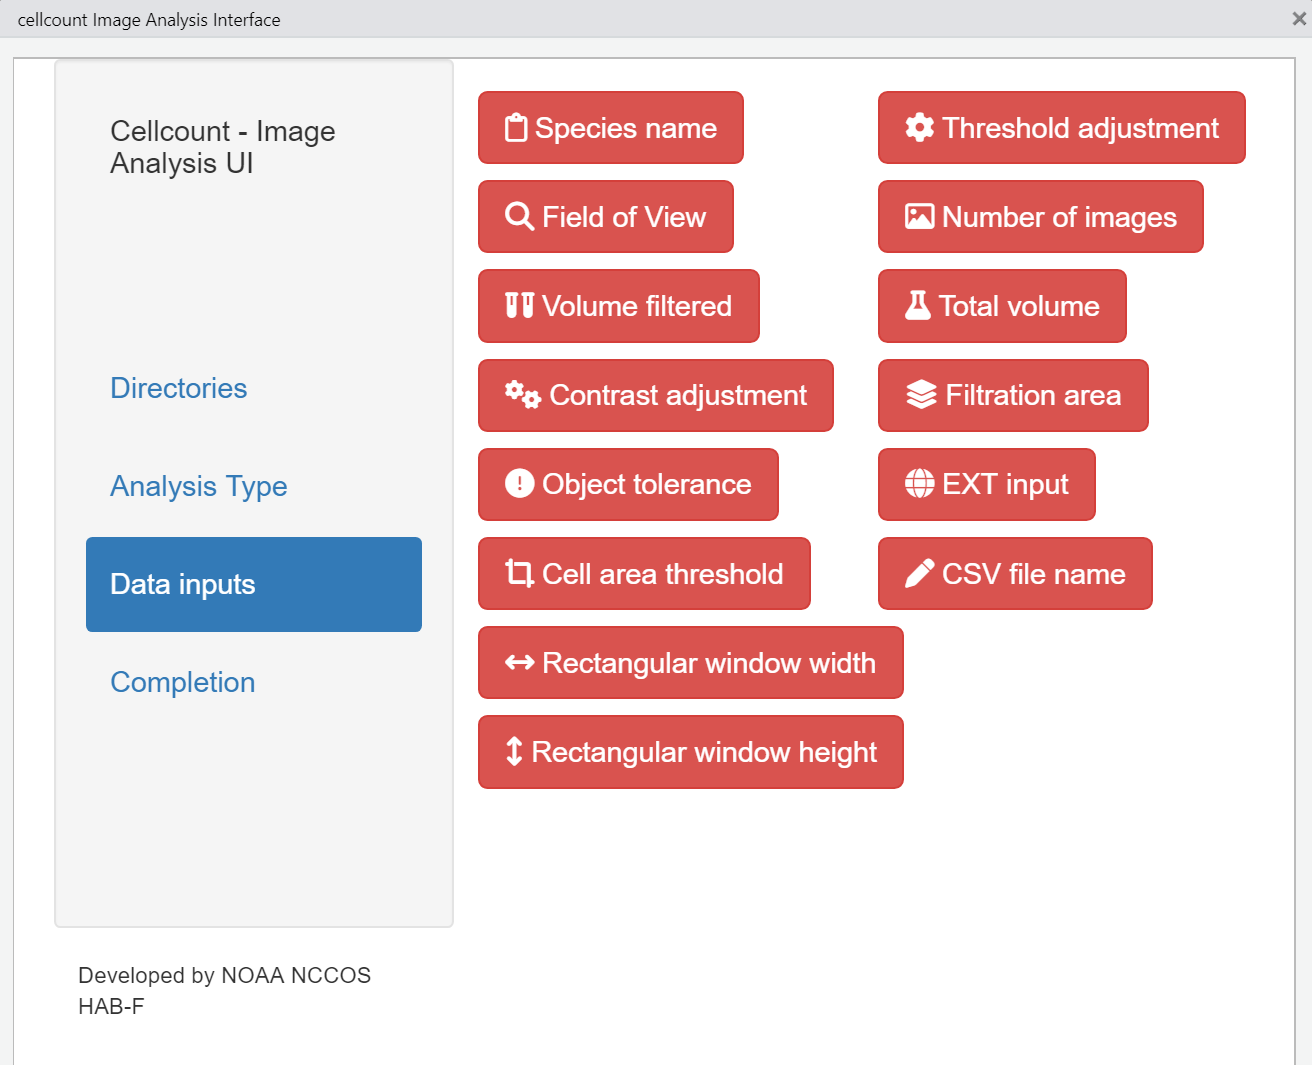 cellcount Image Analysis Interface
Cellcount - Image
Analysis UI
Directories
Analysis Type
Data inputs
Completion
Species name
Threshold adjustment
Field of View
Number of images
Volume filtered
Total volume
Contrast adjustment
Filtration area
Object tolerance
EXT input
Cell area threshold
CSV file name
Rectangular window width
Rectangular window height
Developed by NOAA NCCOS
HAB-F